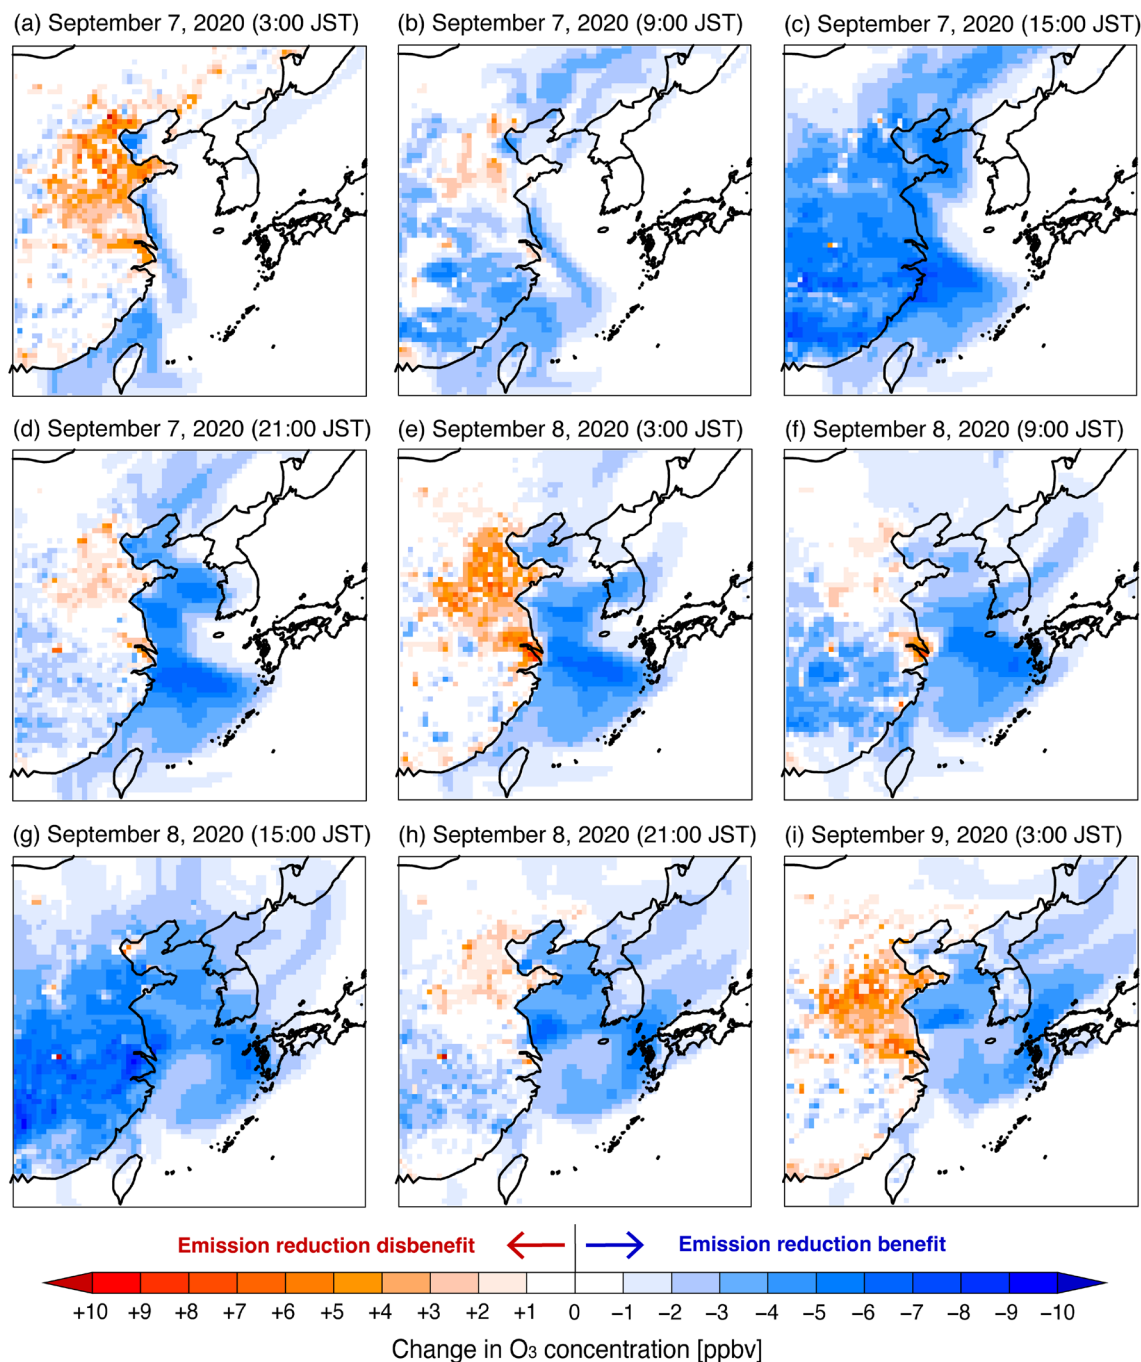 (a) September 7, 2020 (3:00 JST)
(b) September 7, 2020 (9:00 JST)
(c) September 7, 2020 (15:00 JST)
(d) September 7, 2020 (21:00 JST)
(e) September 8, 2020 (3:00 JST)
(f) September 8, 2020 (9:00 JST)
(g) September 8, 2020 (15:00 JST)
(h) September 8, 2020 (21:00 JST)
(i) September 9, 2020 (3:00 JST)
Emission reduction disbenefit
Emission reduction benefit
+10 +9 +8 +7 +6 +5 +4 +3 +2 +1 0 −1 −2 −3 −4 −5 −6 −7 −8 −9 −10
Change in O₃ concentration [ppbv]